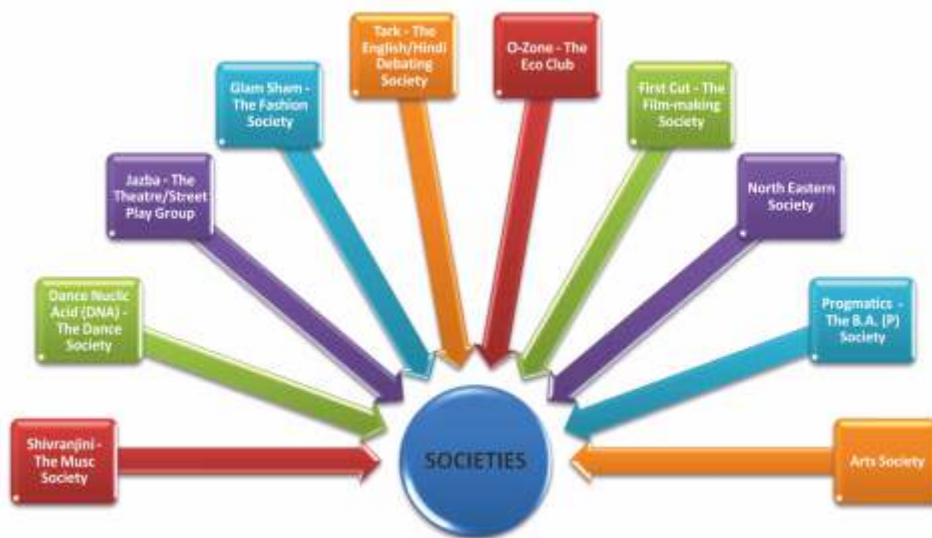 Shivranjini -
The Musc
Society
Dance Nuclic
Acid (DNA) -
The Dance
Society
Jazba - The
Theatre/Street
Play Group
Glam Sham -
The Fashion
Society
Tark - The
English/Hindi
Debating
Society
O-Zone - The
Eco Club
First Cut - The
Film-making
Society
North Eastern
Society
Progmatics -
The B.A. (P)
Society
Arts Society
SOCIETIES